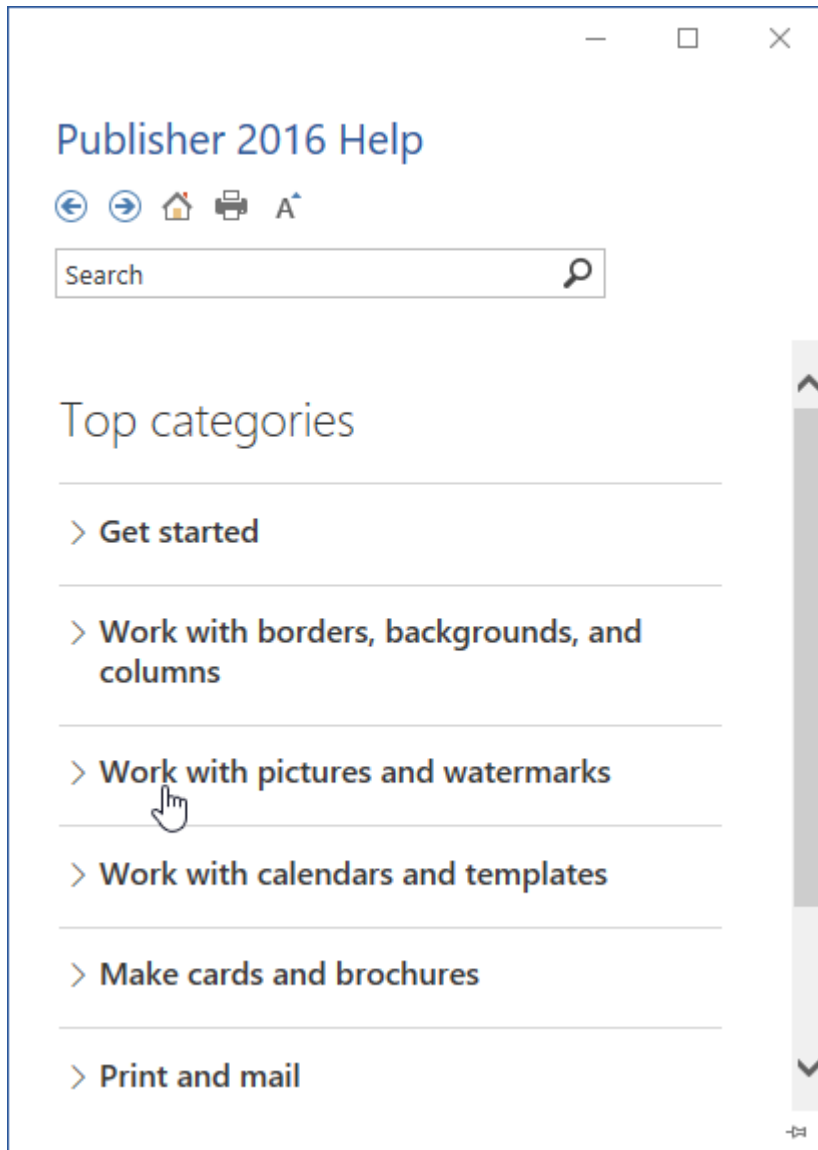 Publisher 2016 Help
A
Search
Top categories
Get started
Work with borders, backgrounds, and
columns
Work with pictures and watermarks
Work with calendars and templates
Make cards and brochures
Print and mail